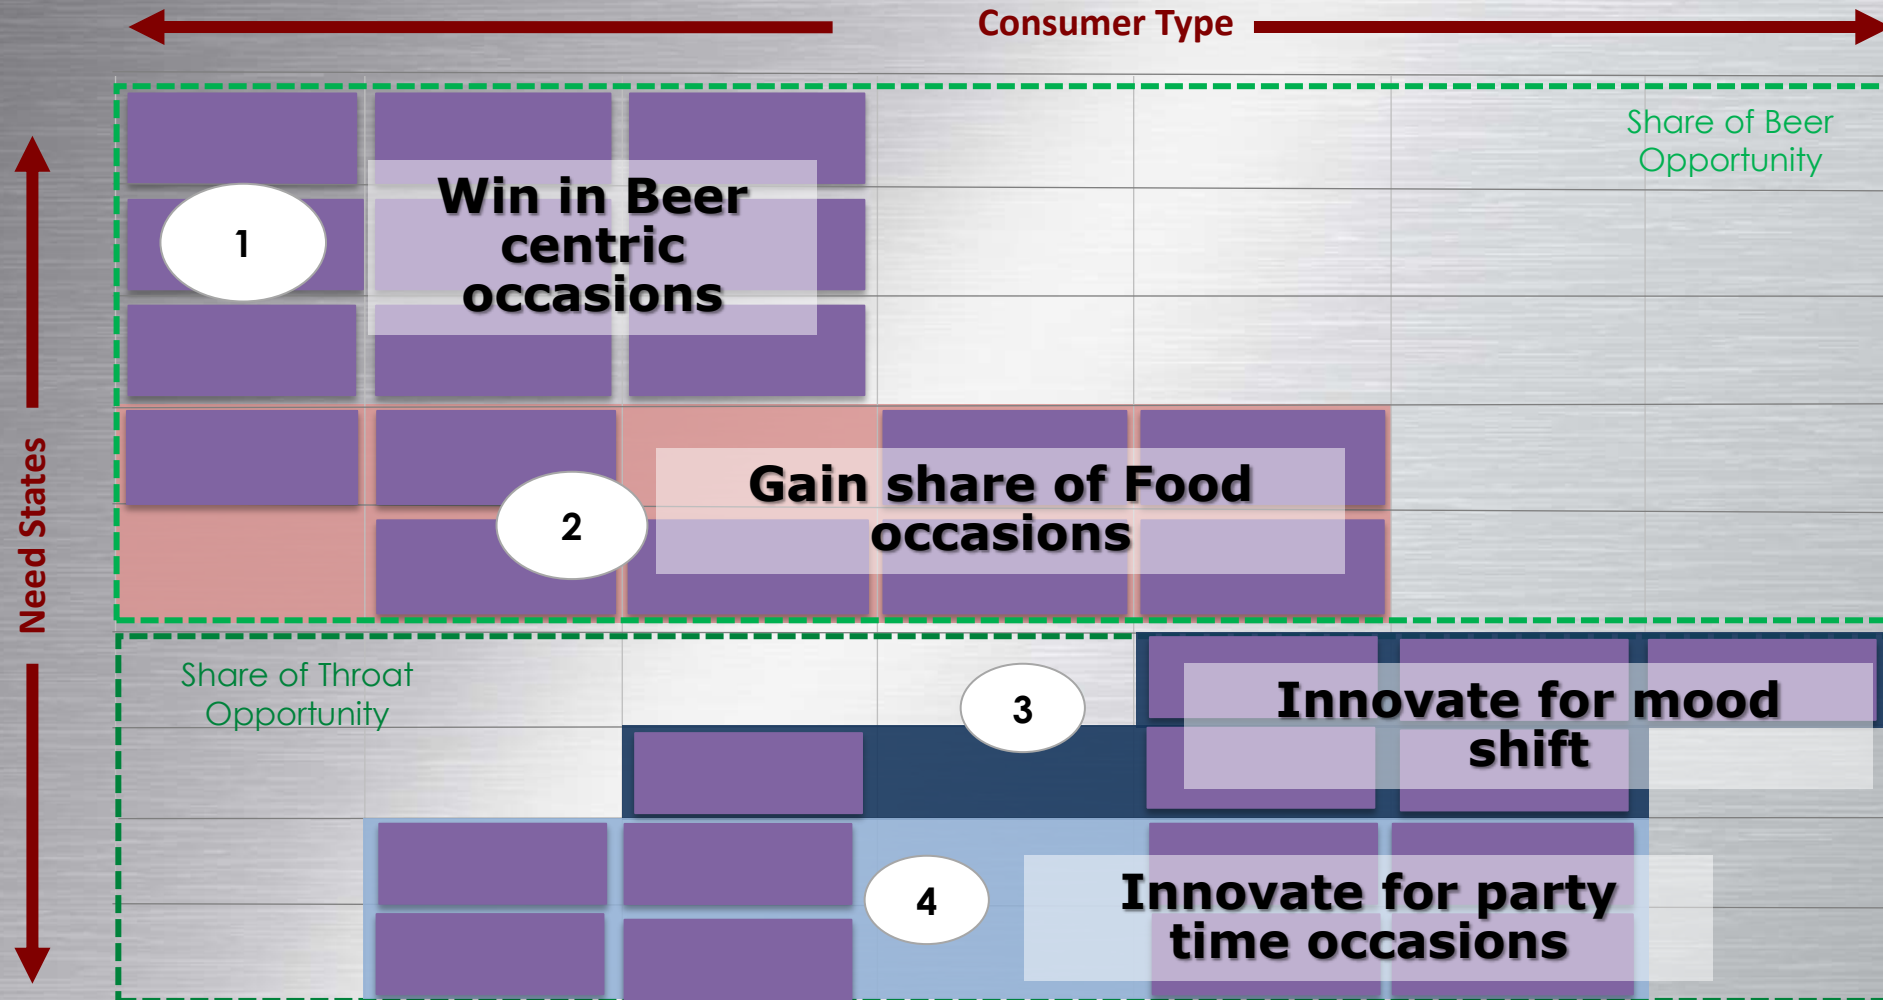 Consumer Type
Share of Beer
Opportunity
1
Win in Beer
centric
occasions
Need States
2
Gain share of Food
occasions
Share of Throat
Opportunity
3
Innovate for mood
shift
4
Innovate for party
time occasions